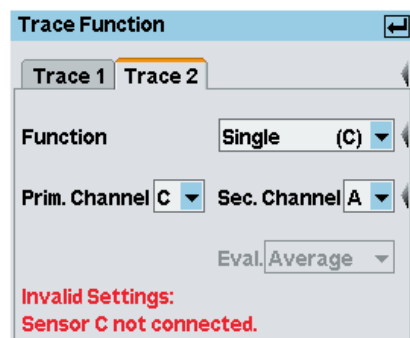 Trace Function
Trace 1 Trace 2
Function Single (C)
Prim. Channel C Sec. Channel A
Eval. Average
Invalid Settings:
Sensor C not connected.